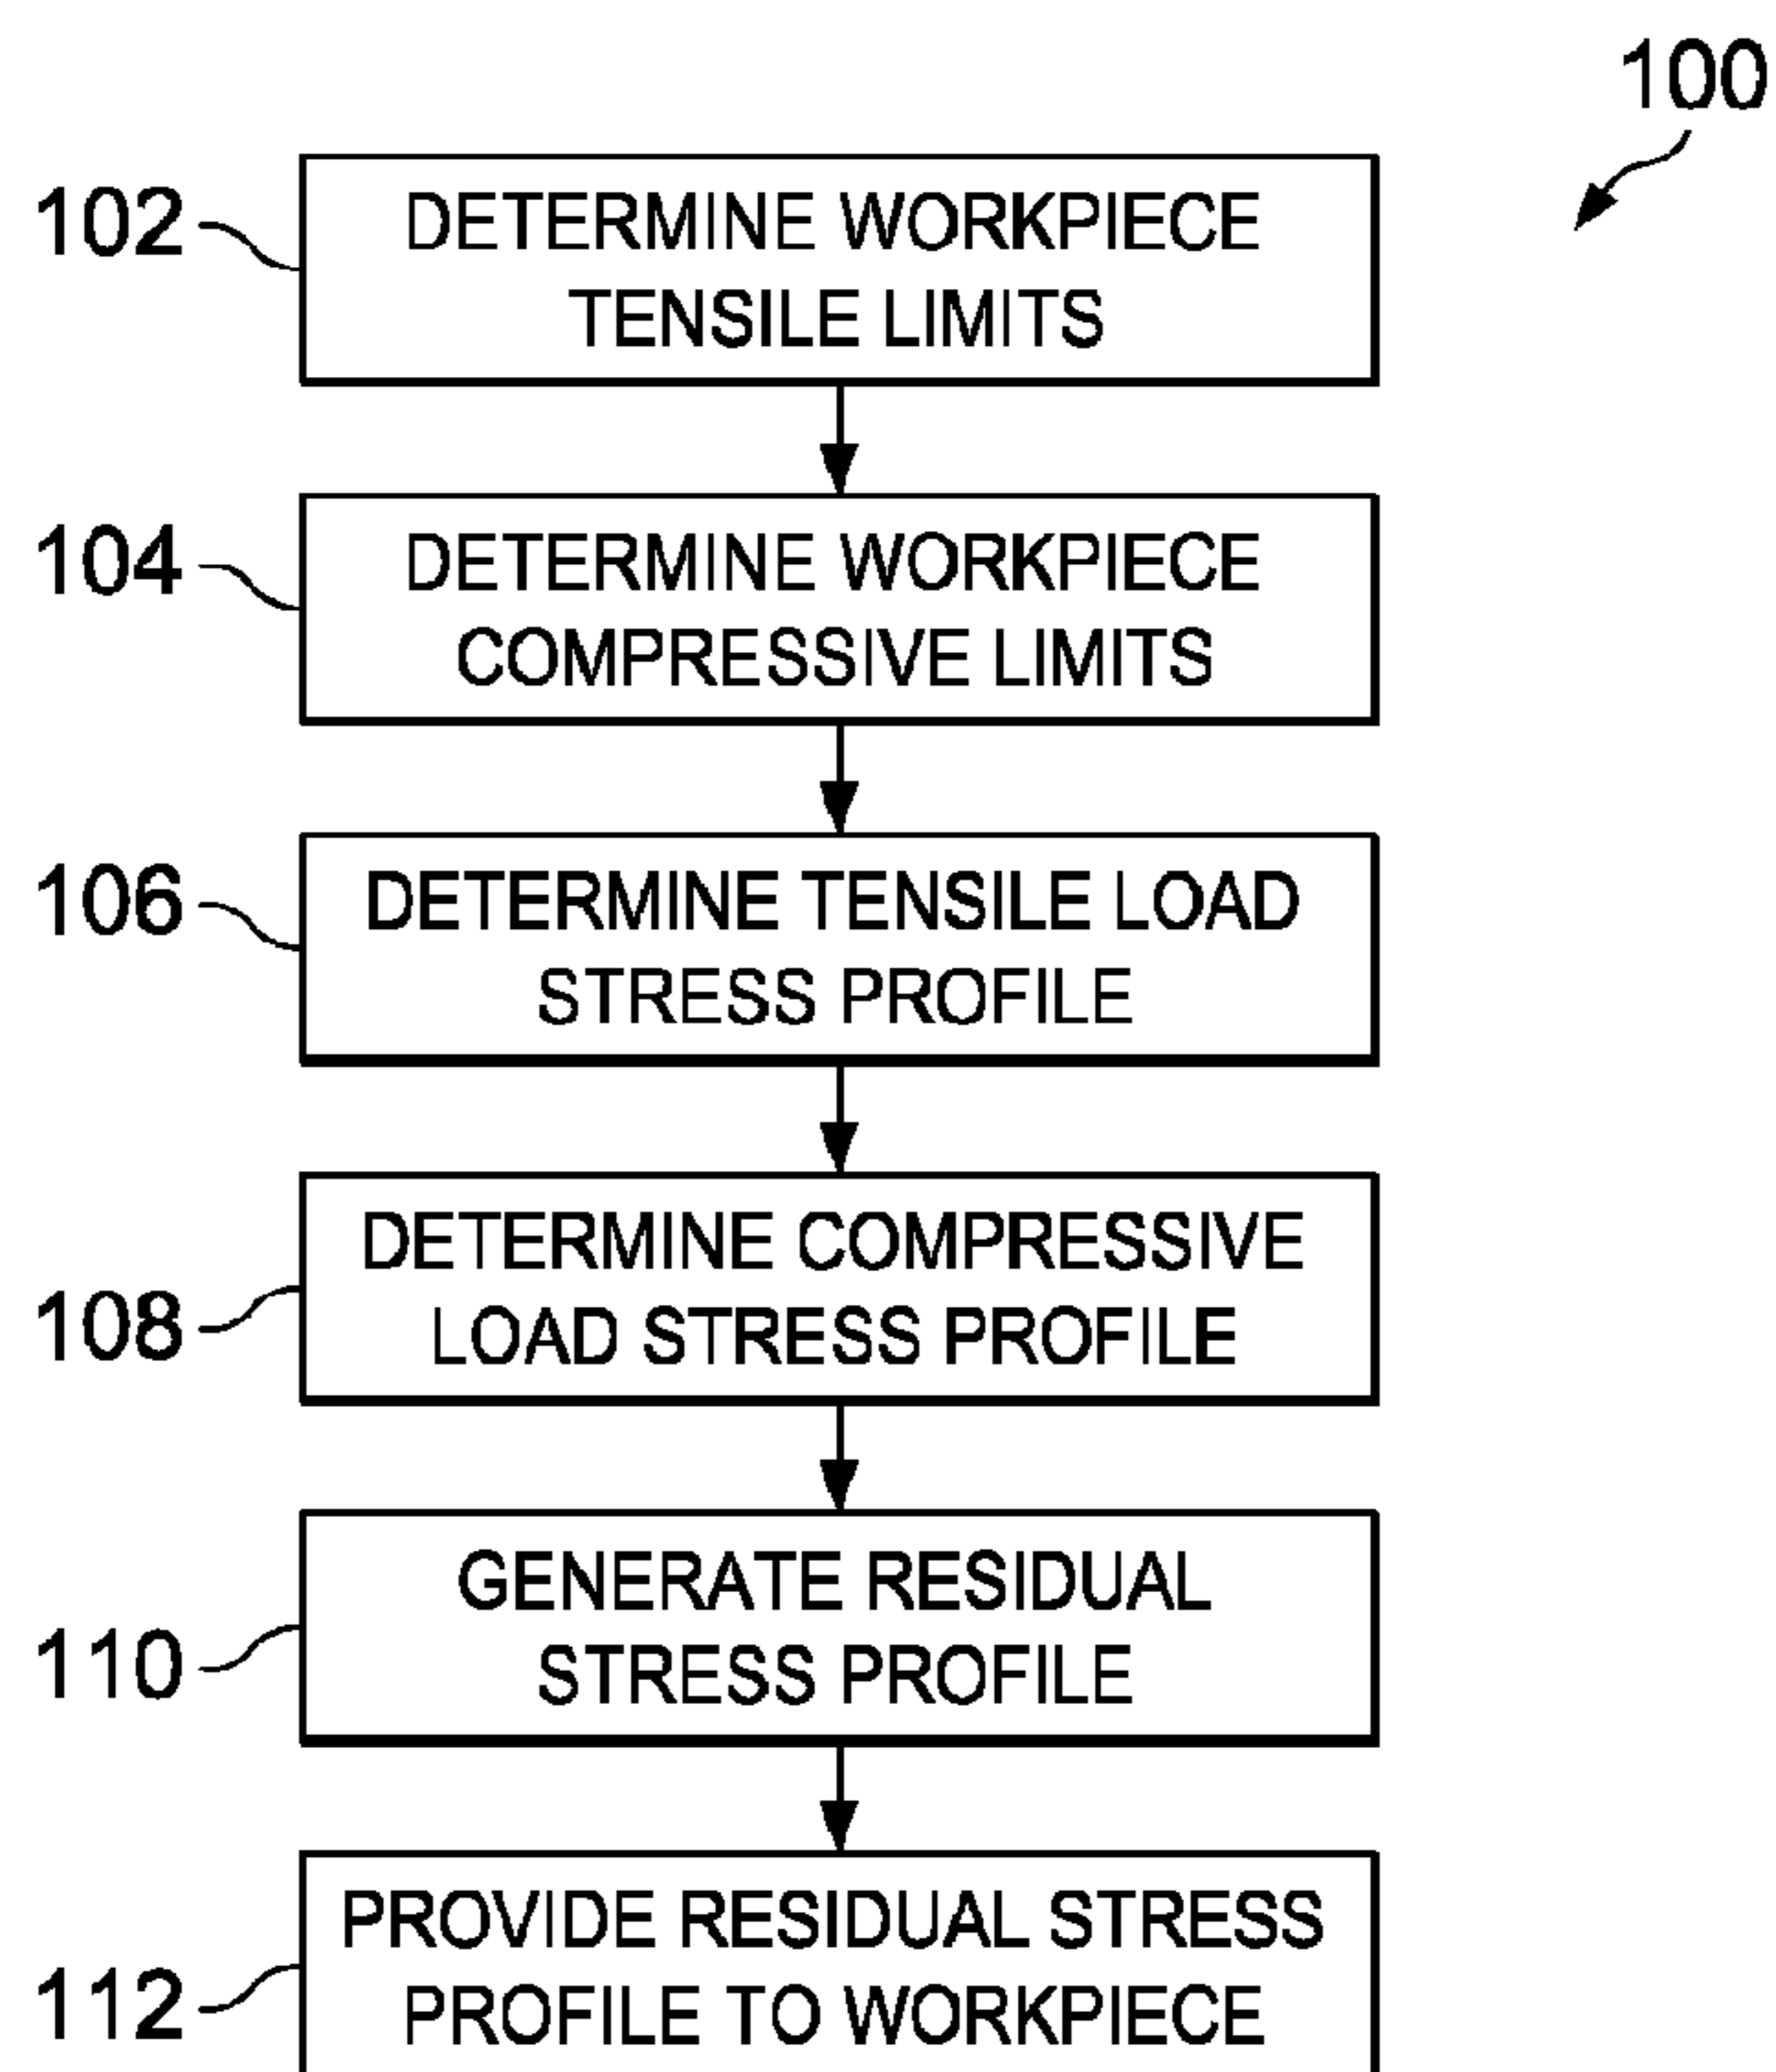 100
102
DETERMINE WORKPIECE
TENSILE LIMITS
104
DETERMINE WORKPIECE
COMPRESSIVE LIMITS
106
DETERMINE TENSILE LOAD
STRESS PROFILE
108
DETERMINE COMPRESSIVE
LOAD STRESS PROFILE
110
GENERATE RESIDUAL
STRESS PROFILE
112
PROVIDE RESIDUAL STRESS
PROFILE TO WORKPIECE